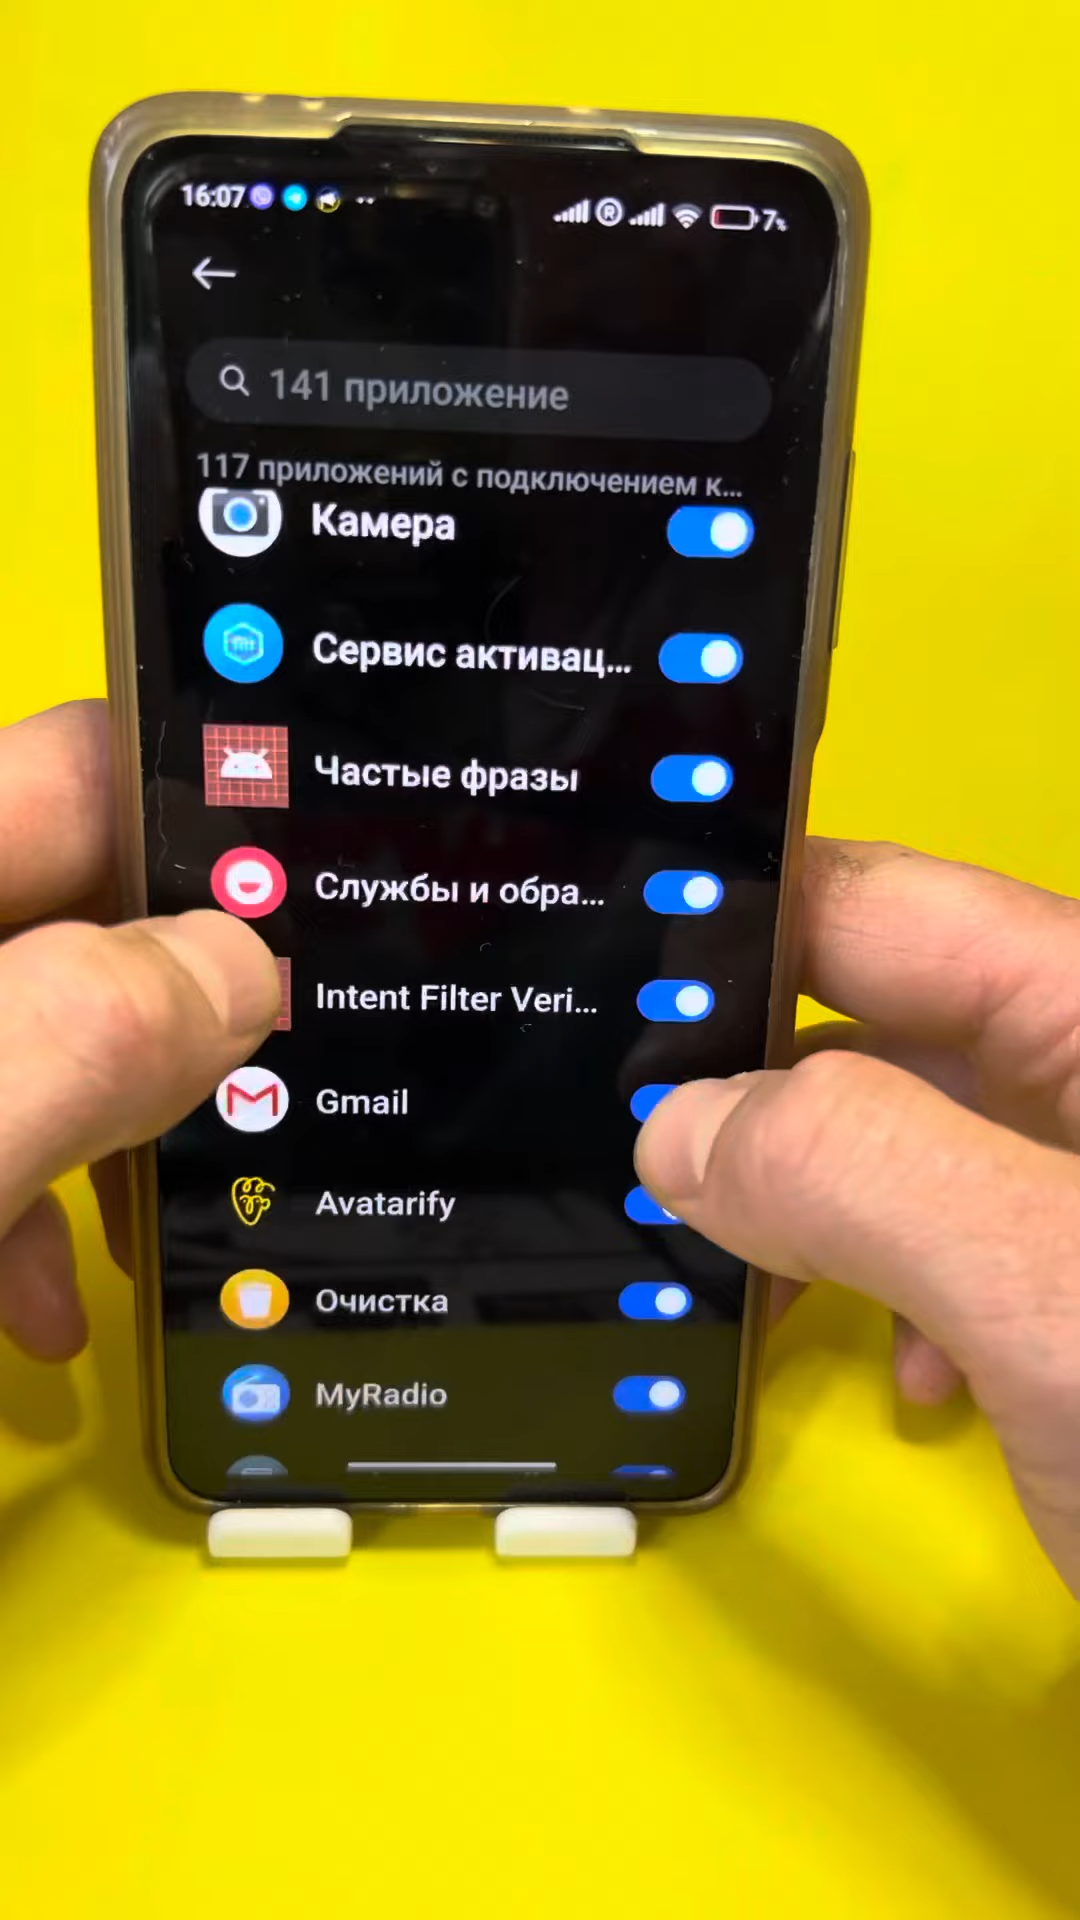 16:07
R
7%
141 приложение
117 приложений с подключением к...
Камера
Сервис активац...
Частые фразы
Службы и обра...
Intent Filter Veri...
Gmail
Avatarify
Очистка
MyRadio